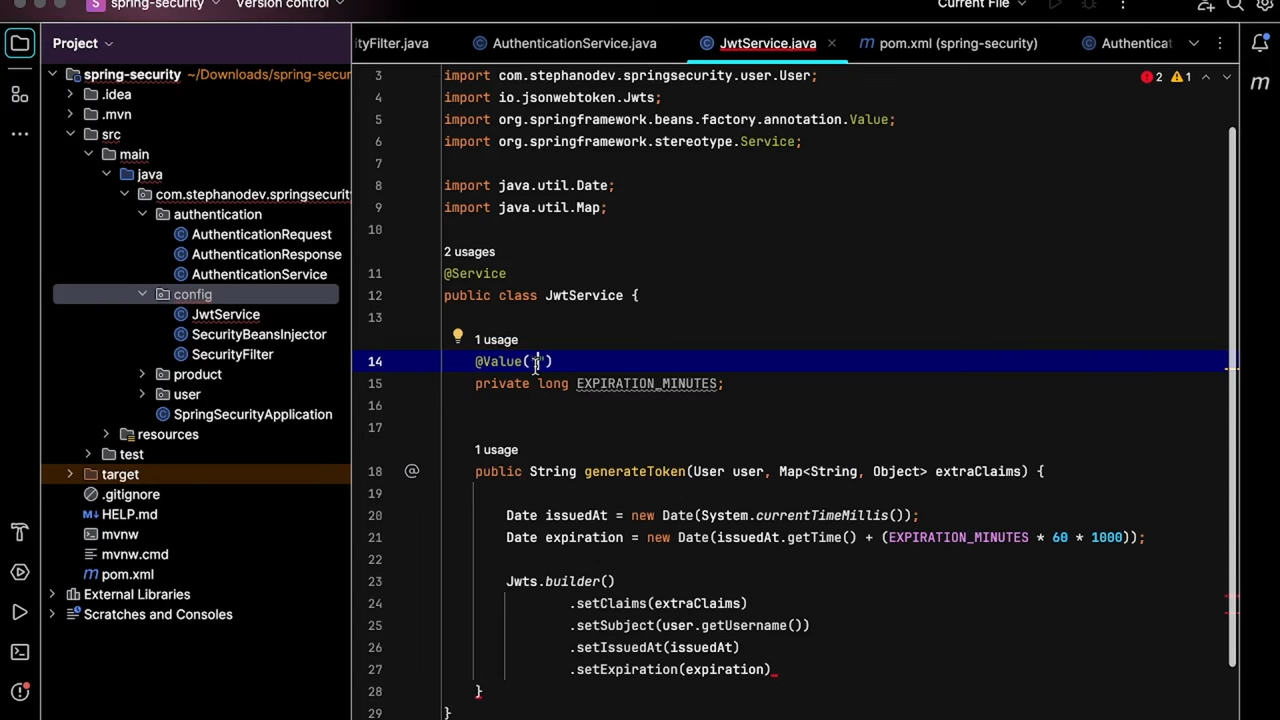 spring-security
Version control
Current File
Project
ityFilter.java
AuthenticationService.java
JwtService.java
pom.xml (spring-security)
Authenticat
spring-security ~/Downloads/spring-secur
.idea
.mvn
src
main
java
com.stephanodev.springsecurity
authentication
AuthenticationRequest
AuthenticationResponse
AuthenticationService
config
JwtService
SecurityBeansInjector
SecurityFilter
product
user
SpringSecurityApplication
resources
test
target
.gitignore
HELP.md
mvnw
mvnw.cmd
pom.xml
External Libraries
Scratches and Consoles
2 1
3 import com.stephanodev.springsecurity.user.User;
4 import io.jsonwebtoken.Jwts;
5 import org.springframework.beans.factory.annotation.Value;
6 import org.springframework.stereotype.Service;
7
8 import java.util.Date;
9 import java.util.Map;
10
2 usages
11 @Service
12 public class JwtService {
13
1 usage
14 @Value("")
15 private long EXPIRATION_MINUTES;
16
17
1 usage
18 @ public String generateToken(User user, Map<String, Object> extraClaims) {
19
20 Date issuedAt = new Date(System.currentTimeMillis());
21 Date expiration = new Date(issuedAt.getTime() + (EXPIRATION_MINUTES * 60 * 1000));
22
23 Jwts.builder()
24 .setClaims(extraClaims)
25 .setSubject(user.getUsername())
26 .setIssuedAt(issuedAt)
27 .setExpiration(expiration)
28 }
29 }